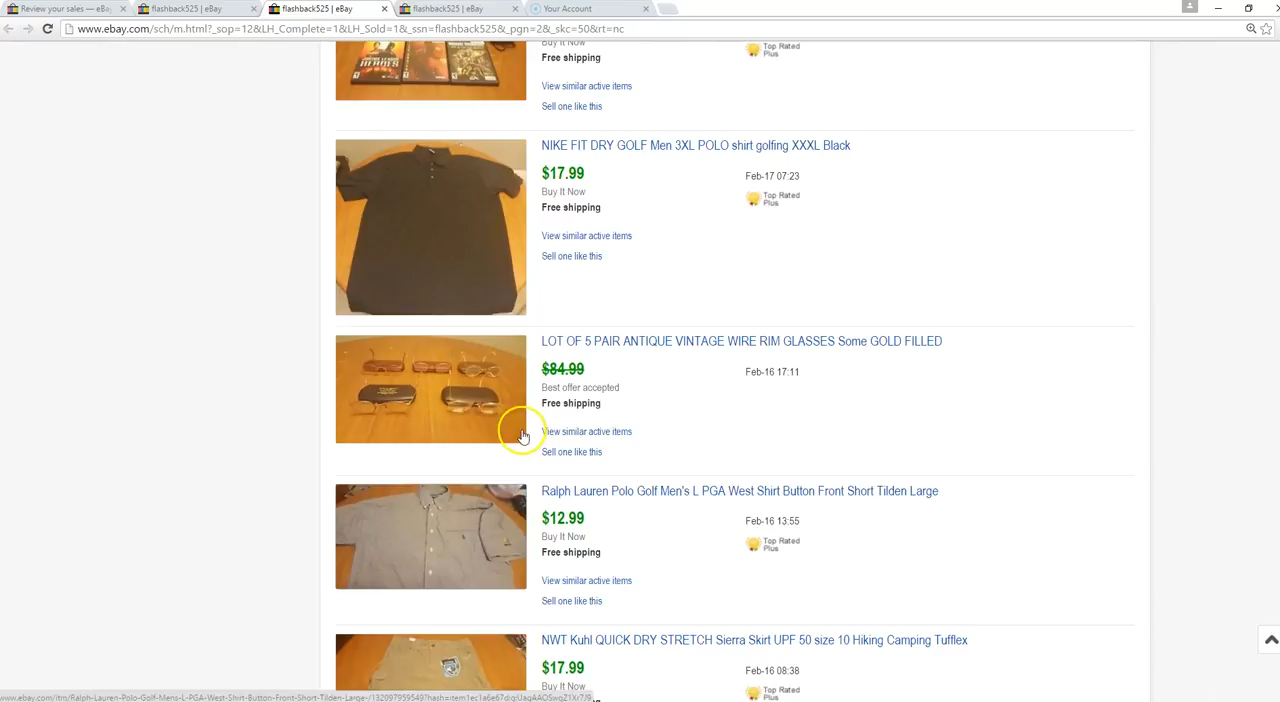 Review your sales — eB
flashback525 | eBay
flashback525 | eBay
flashback525 | eBay
Your Account
www.ebay.com/sch/m.html?_sop=12&LH_Complete=1&LH_Sold=1&_ssn=flashback525&_pgn=2&_skc=50&rt=nc
Buy It Now
Free shipping
Top Rated
Plus
View similar active items
Sell one like this
NIKE FIT DRY GOLF Men 3XL POLO shirt golfing XXXL Black
$17.99
Feb-17 07:23
Buy It Now
Free shipping
Top Rated
Plus
View similar active items
Sell one like this
LOT OF 5 PAIR ANTIQUE VINTAGE WIRE RIM GLASSES Some GOLD FILLED
$84.99
Feb-16 17:11
Best offer accepted
Free shipping
View similar active items
Sell one like this
Ralph Lauren Polo Golf Men's L PGA West Shirt Button Front Short Tilden Large
$12.99
Feb-16 13:55
Buy It Now
Free shipping
Top Rated
Plus
View similar active items
Sell one like this
NWT Kuhl QUICK DRY STRETCH Sierra Skirt UPF 50 size 10 Hiking Camping Tufflex
$17.99
Feb-16 08:38
Buy It Now
Top Rated
Plus